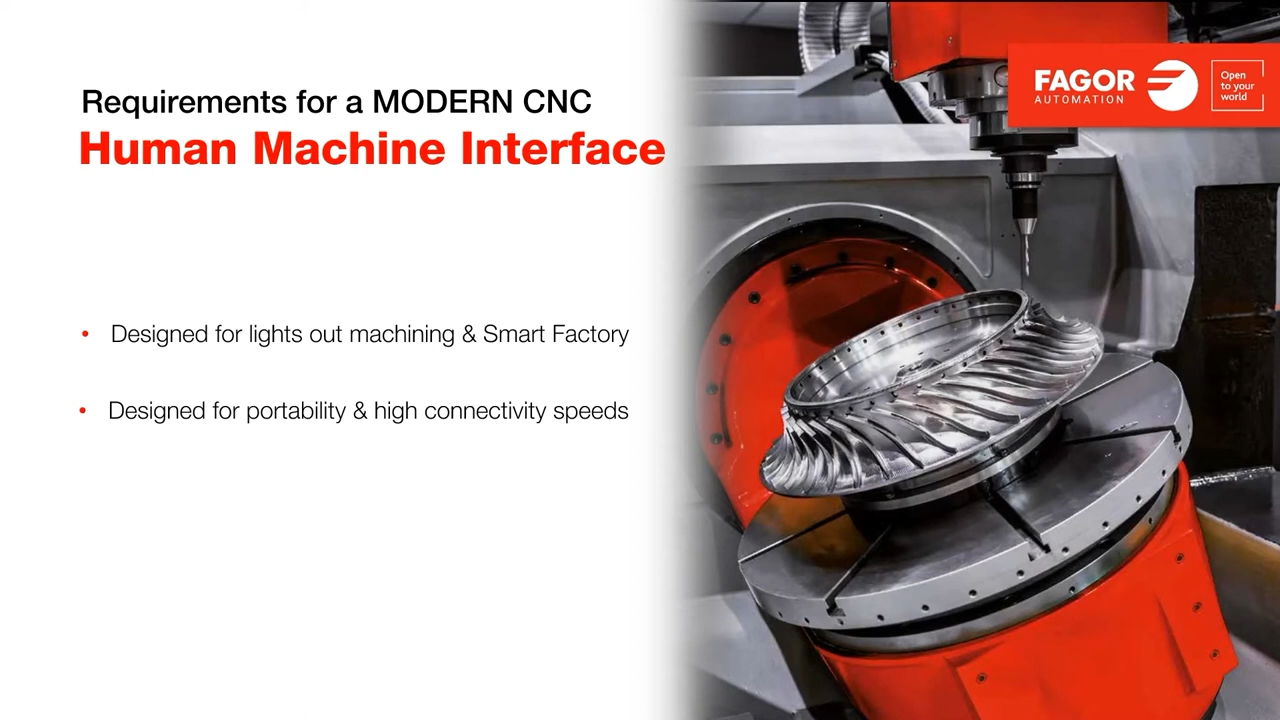 Requirements for a MODERN CNC
Human Machine Interface
• Designed for lights out machining & Smart Factory
• Designed for portability & high connectivity speeds
FAGOR
AUTOMATION
Open
to your
world